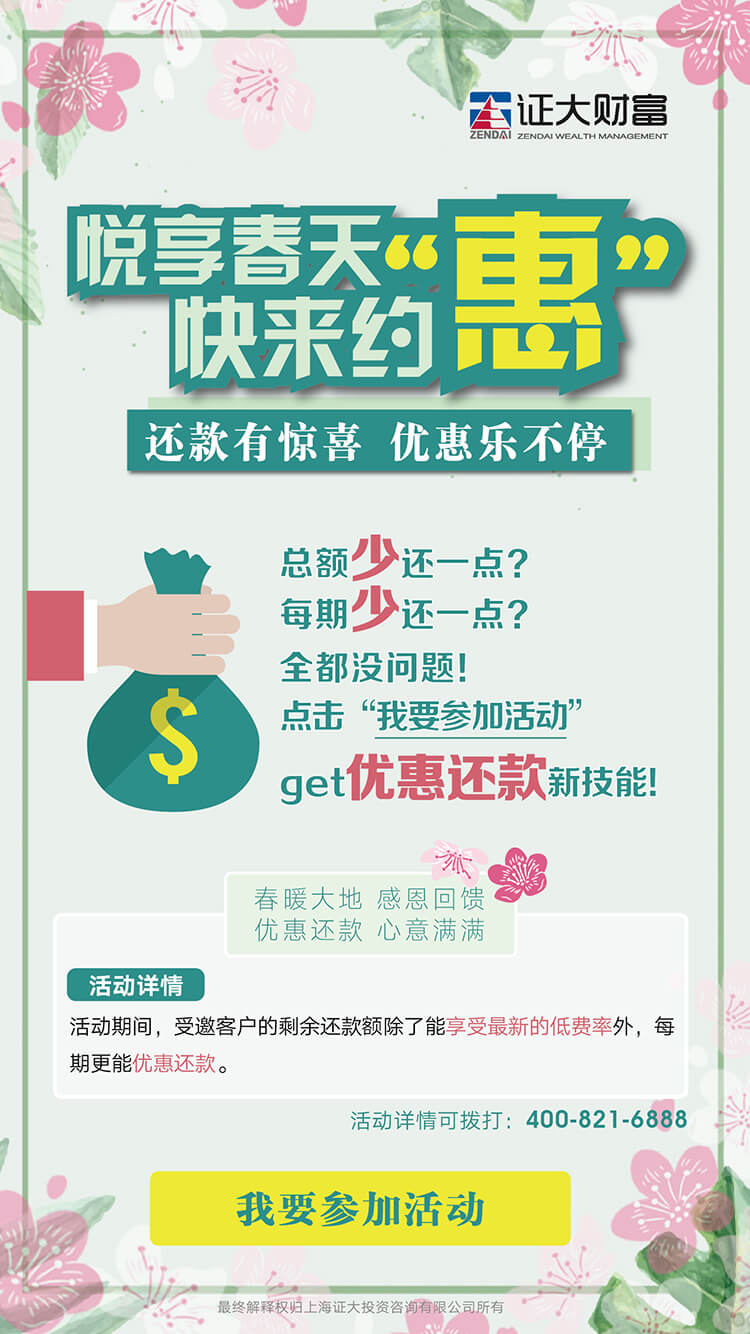 证大财富
ZENDAI
ZENDAI WEALTH MANAGEMENT
悦享春天“惠”
快来约
还款有惊喜 优惠乐不停
总额少还一点?
每期少还一点?
全都没问题!
点击“我要参加活动”
get优惠还款新技能!
$
春暖大地 感恩回馈
优惠还款 心意满满
活动详情
活动期间，受邀客户的剩余还款额除了能享受最新的低费率外，每
期更能优惠还款。
活动详情可拨打：400-821-6888
我要参加活动
最终解释权归上海证大投资咨询有限公司所有